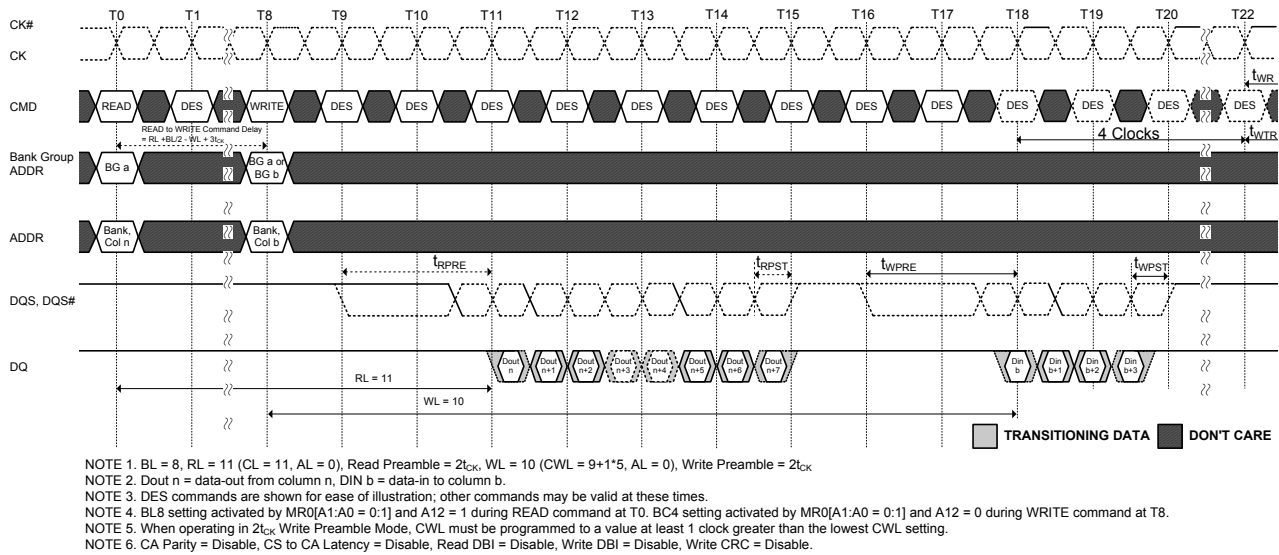 T0 T1 T8 T9 T10 T11 T12 T13 T14 T15 T16 T17 T18 T19 T20 T22
CK#
CK
tWR
CMD READ DES WRITE DES DES DES DES DES DES DES DES DES DES DES DES DES
READ to WRITE Command Delay
= RL +BL/2 - WL + 3tCK
4 Clocks tWTR
Bank Group
ADDR
BG a
BG a or
BG b
ADDR
Bank,
Col n
Bank,
Col b
tRPRE tRPST tWPRE tWPST
DQS, DQS#
DQ
Dout
n
Dout
n+1
Dout
n+2
Dout
n+3
Dout
n+4
Dout
n+5
Dout
n+6
Dout
n+7
Din
b
Din
b+1
Din
b+2
Din
b+3
RL = 11
WL = 10
TRANSITIONING DATA DON'T CARE
NOTE 1. BL = 8, RL = 11 (CL = 11, AL = 0), Read Preamble = 2tCK, WL = 10 (CWL = 9+1*5, AL = 0), Write Preamble = 2tCK
NOTE 2. Dout n = data-out from column n, DIN b = data-in to column b.
NOTE 3. DES commands are shown for ease of illustration; other commands may be valid at these times.
NOTE 4. BL8 setting activated by MR0[A1:A0 = 0:1] and A12 = 1 during READ command at T0. BC4 setting activated by MR0[A1:A0 = 0:1] and A12 = 0 during WRITE command at T8.
NOTE 5. When operating in 2tCK Write Preamble Mode, CWL must be programmed to a value at least 1 clock greater than the lowest CWL setting.
NOTE 6. CA Parity = Disable, CS to CA Latency = Disable, Read DBI = Disable, Write DBI = Disable, Write CRC = Disable.